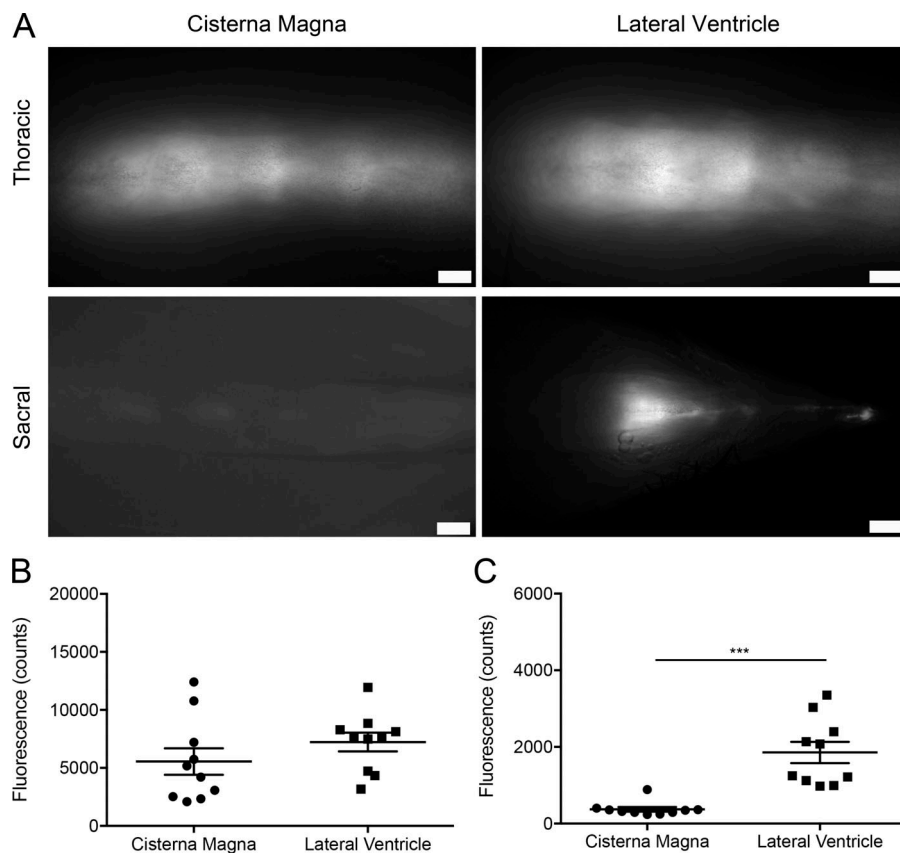 A
Cisterna Magna
Lateral Ventricle
Thoracic
Sacral
B
Fluorescence (counts)
20000
15000
10000
5000
0
Cisterna Magna
Lateral Ventricle
C
Fluorescence (counts)
6000
4000
2000
0
***
Cisterna Magna
Lateral Ventricle